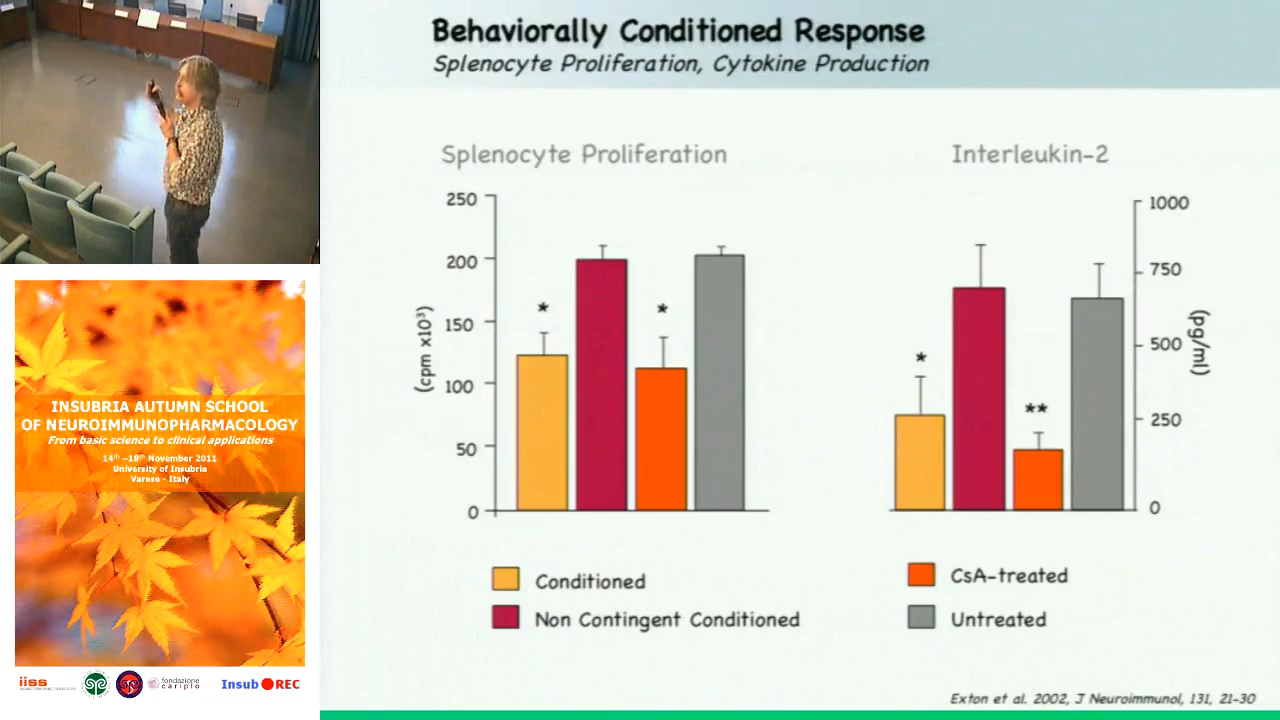 Behaviorally Conditioned Response
Splenocyte Proliferation, Cytokine Production
Splenocyte Proliferation
250
200
150
100
50
0
(cpm x10³)
*
*
Interleukin-2
1000
750
500
250
0
(pg/ml)
*
**
Conditioned
Non Contingent Conditioned
CsA-treated
Untreated
Exton et al. 2002, J Neuroimmunol, 131, 21-30
INSUBRIA AUTUMN SCHOOL
OF NEUROIMMUNOPHARMACOLOGY
From basic science to clinical applications
14th –18th November 2011
University of Insubria
Varese - Italy
iiss
fondazione
cariplo
Insub REC